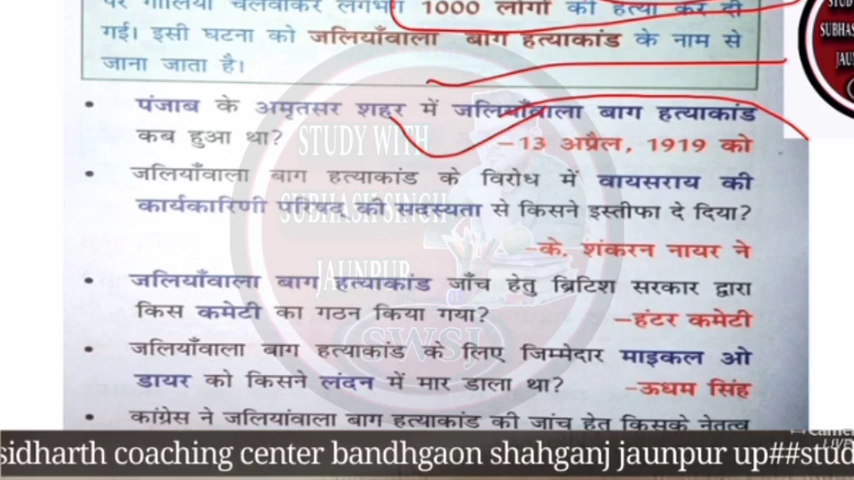 पर गोलियाँ चलवाकर लगभग 1000 लोगों की हत्या कर दी
गई। इसी घटना को जलियाँवाला बाग हत्याकांड के नाम से
जाना जाता है।
• पंजाब के अमृतसर शहर में जलियाँवाला बाग हत्याकांड
कब हुआ था? –13 अप्रैल, 1919 को
• जलियाँवाला बाग हत्याकांड के विरोध में वायसराय की
कार्यकारिणी परिषद् की सदस्यता से किसने इस्तीफा दे दिया?
–के. शंकरन नायर ने
• जलियाँवाला बाग हत्याकांड जाँच हेतु ब्रिटिश सरकार द्वारा
किस कमेटी का गठन किया गया? –हंटर कमेटी
• जलियाँवाला बाग हत्याकांड के लिए जिम्मेदार माइकल ओ
डायर को किसने लंदन में मार डाला था? –ऊधम सिंह
• कांग्रेस ने जलियांवाला बाग हत्याकांड की जांच हेतु किसके नेतृत्व
STUDY WITH
SUBHASH SINGH
JAUNPUR
SWSJ
LIVE
sidharth coaching center bandhgaon shahganj jaunpur up##stud